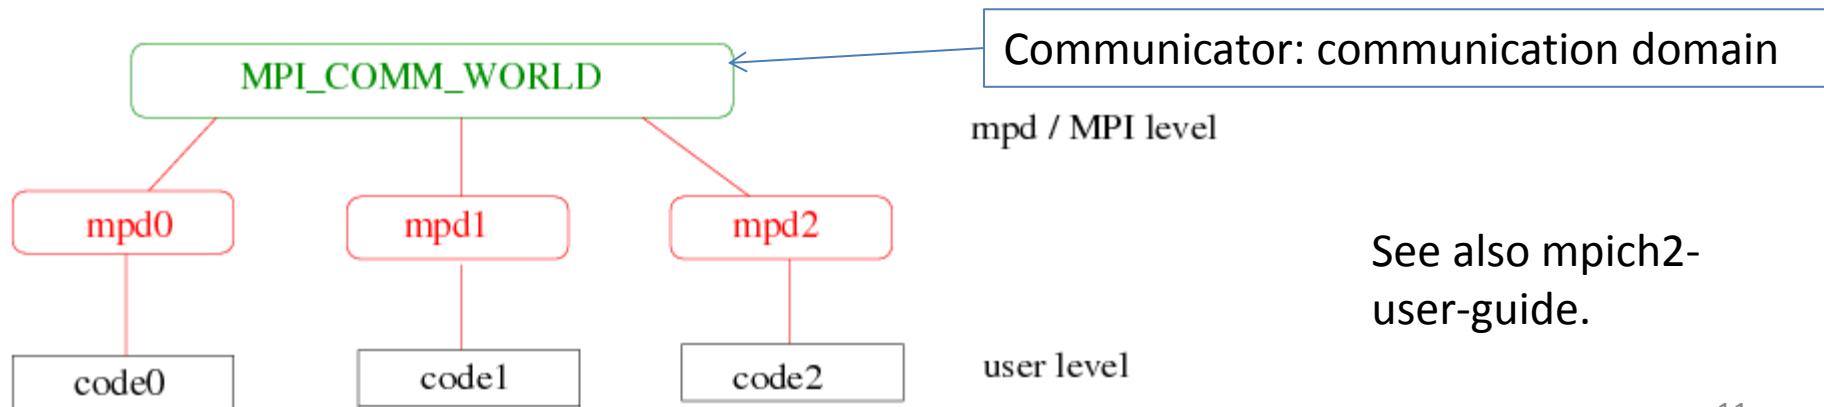 MPI_COMM_WORLD
Communicator: communication domain
mpd / MPI level
mpd0
mpd1
mpd2
See also mpich2-
user-guide.
code0
code1
code2
user level